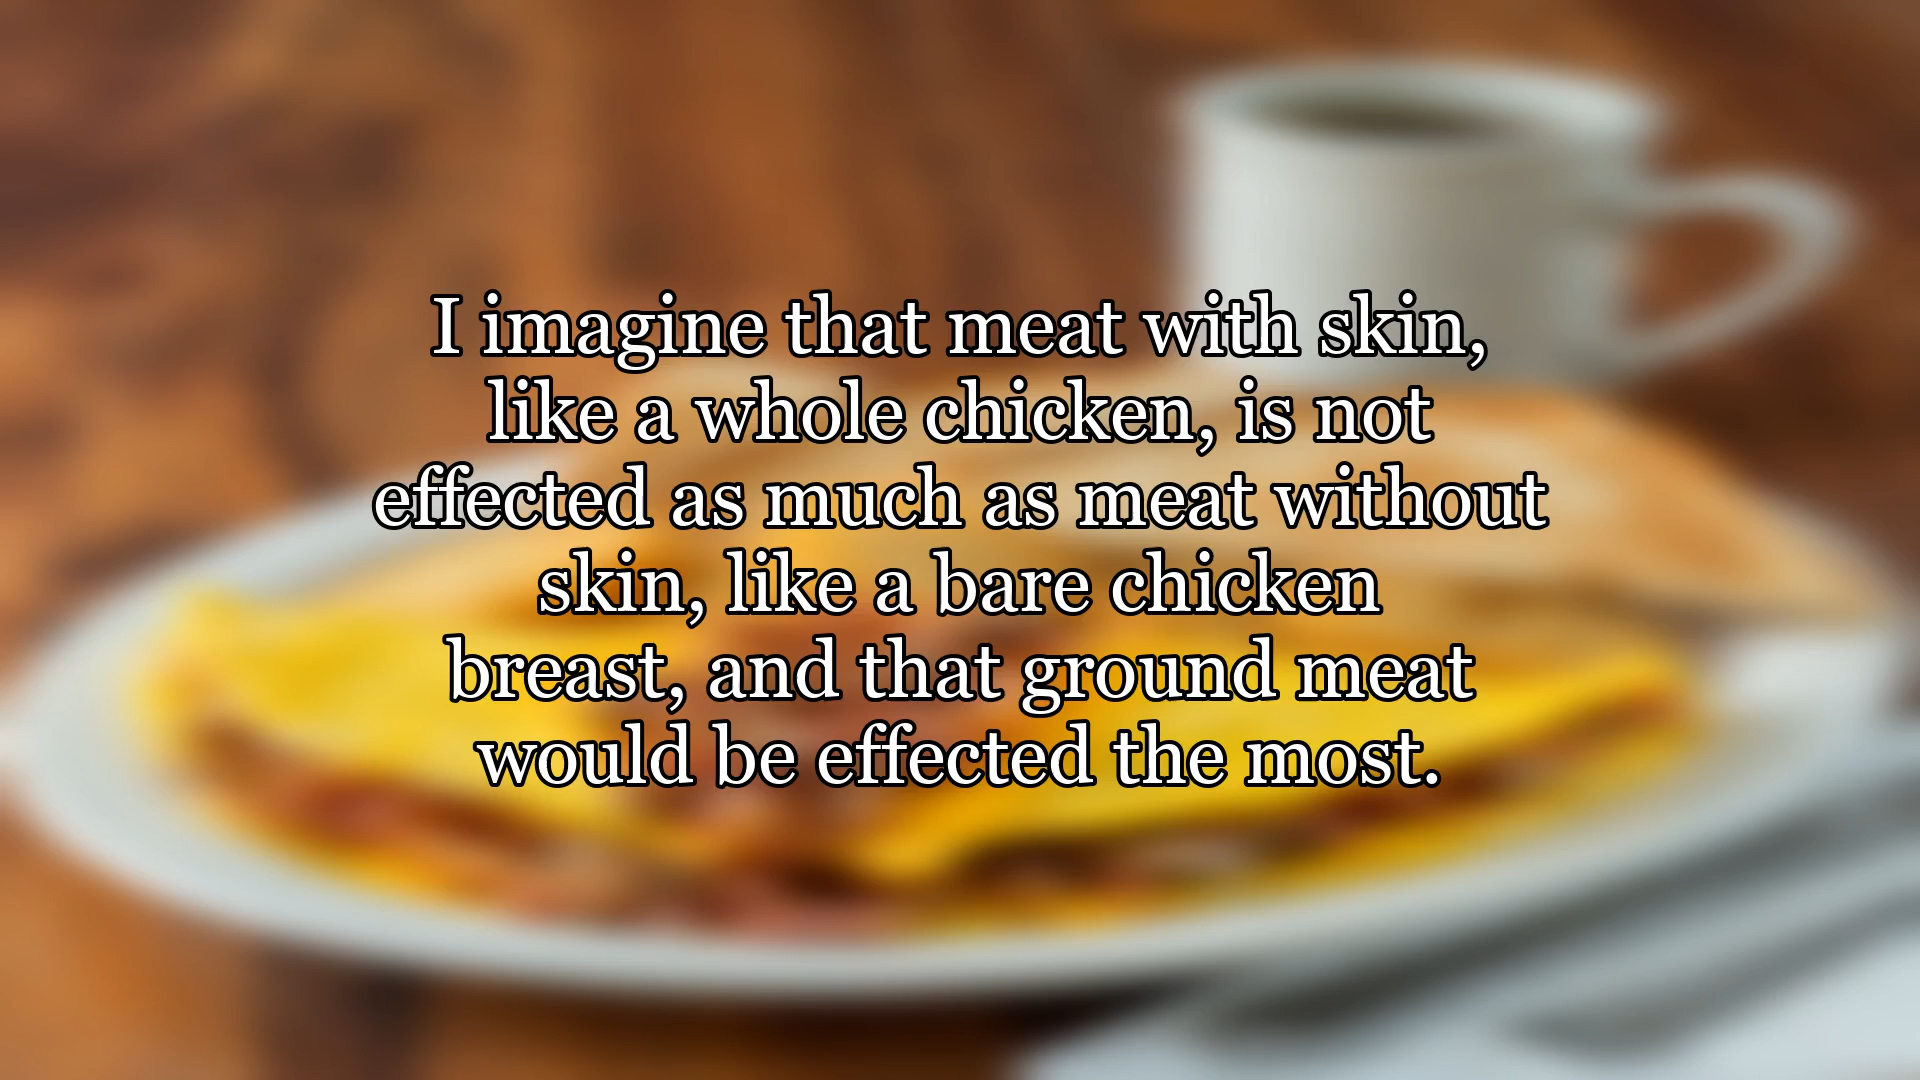 I imagine that meat with skin,
like a whole chicken, is not
effected as much as meat without
skin, like a bare chicken
breast, and that ground meat
would be effected the most.